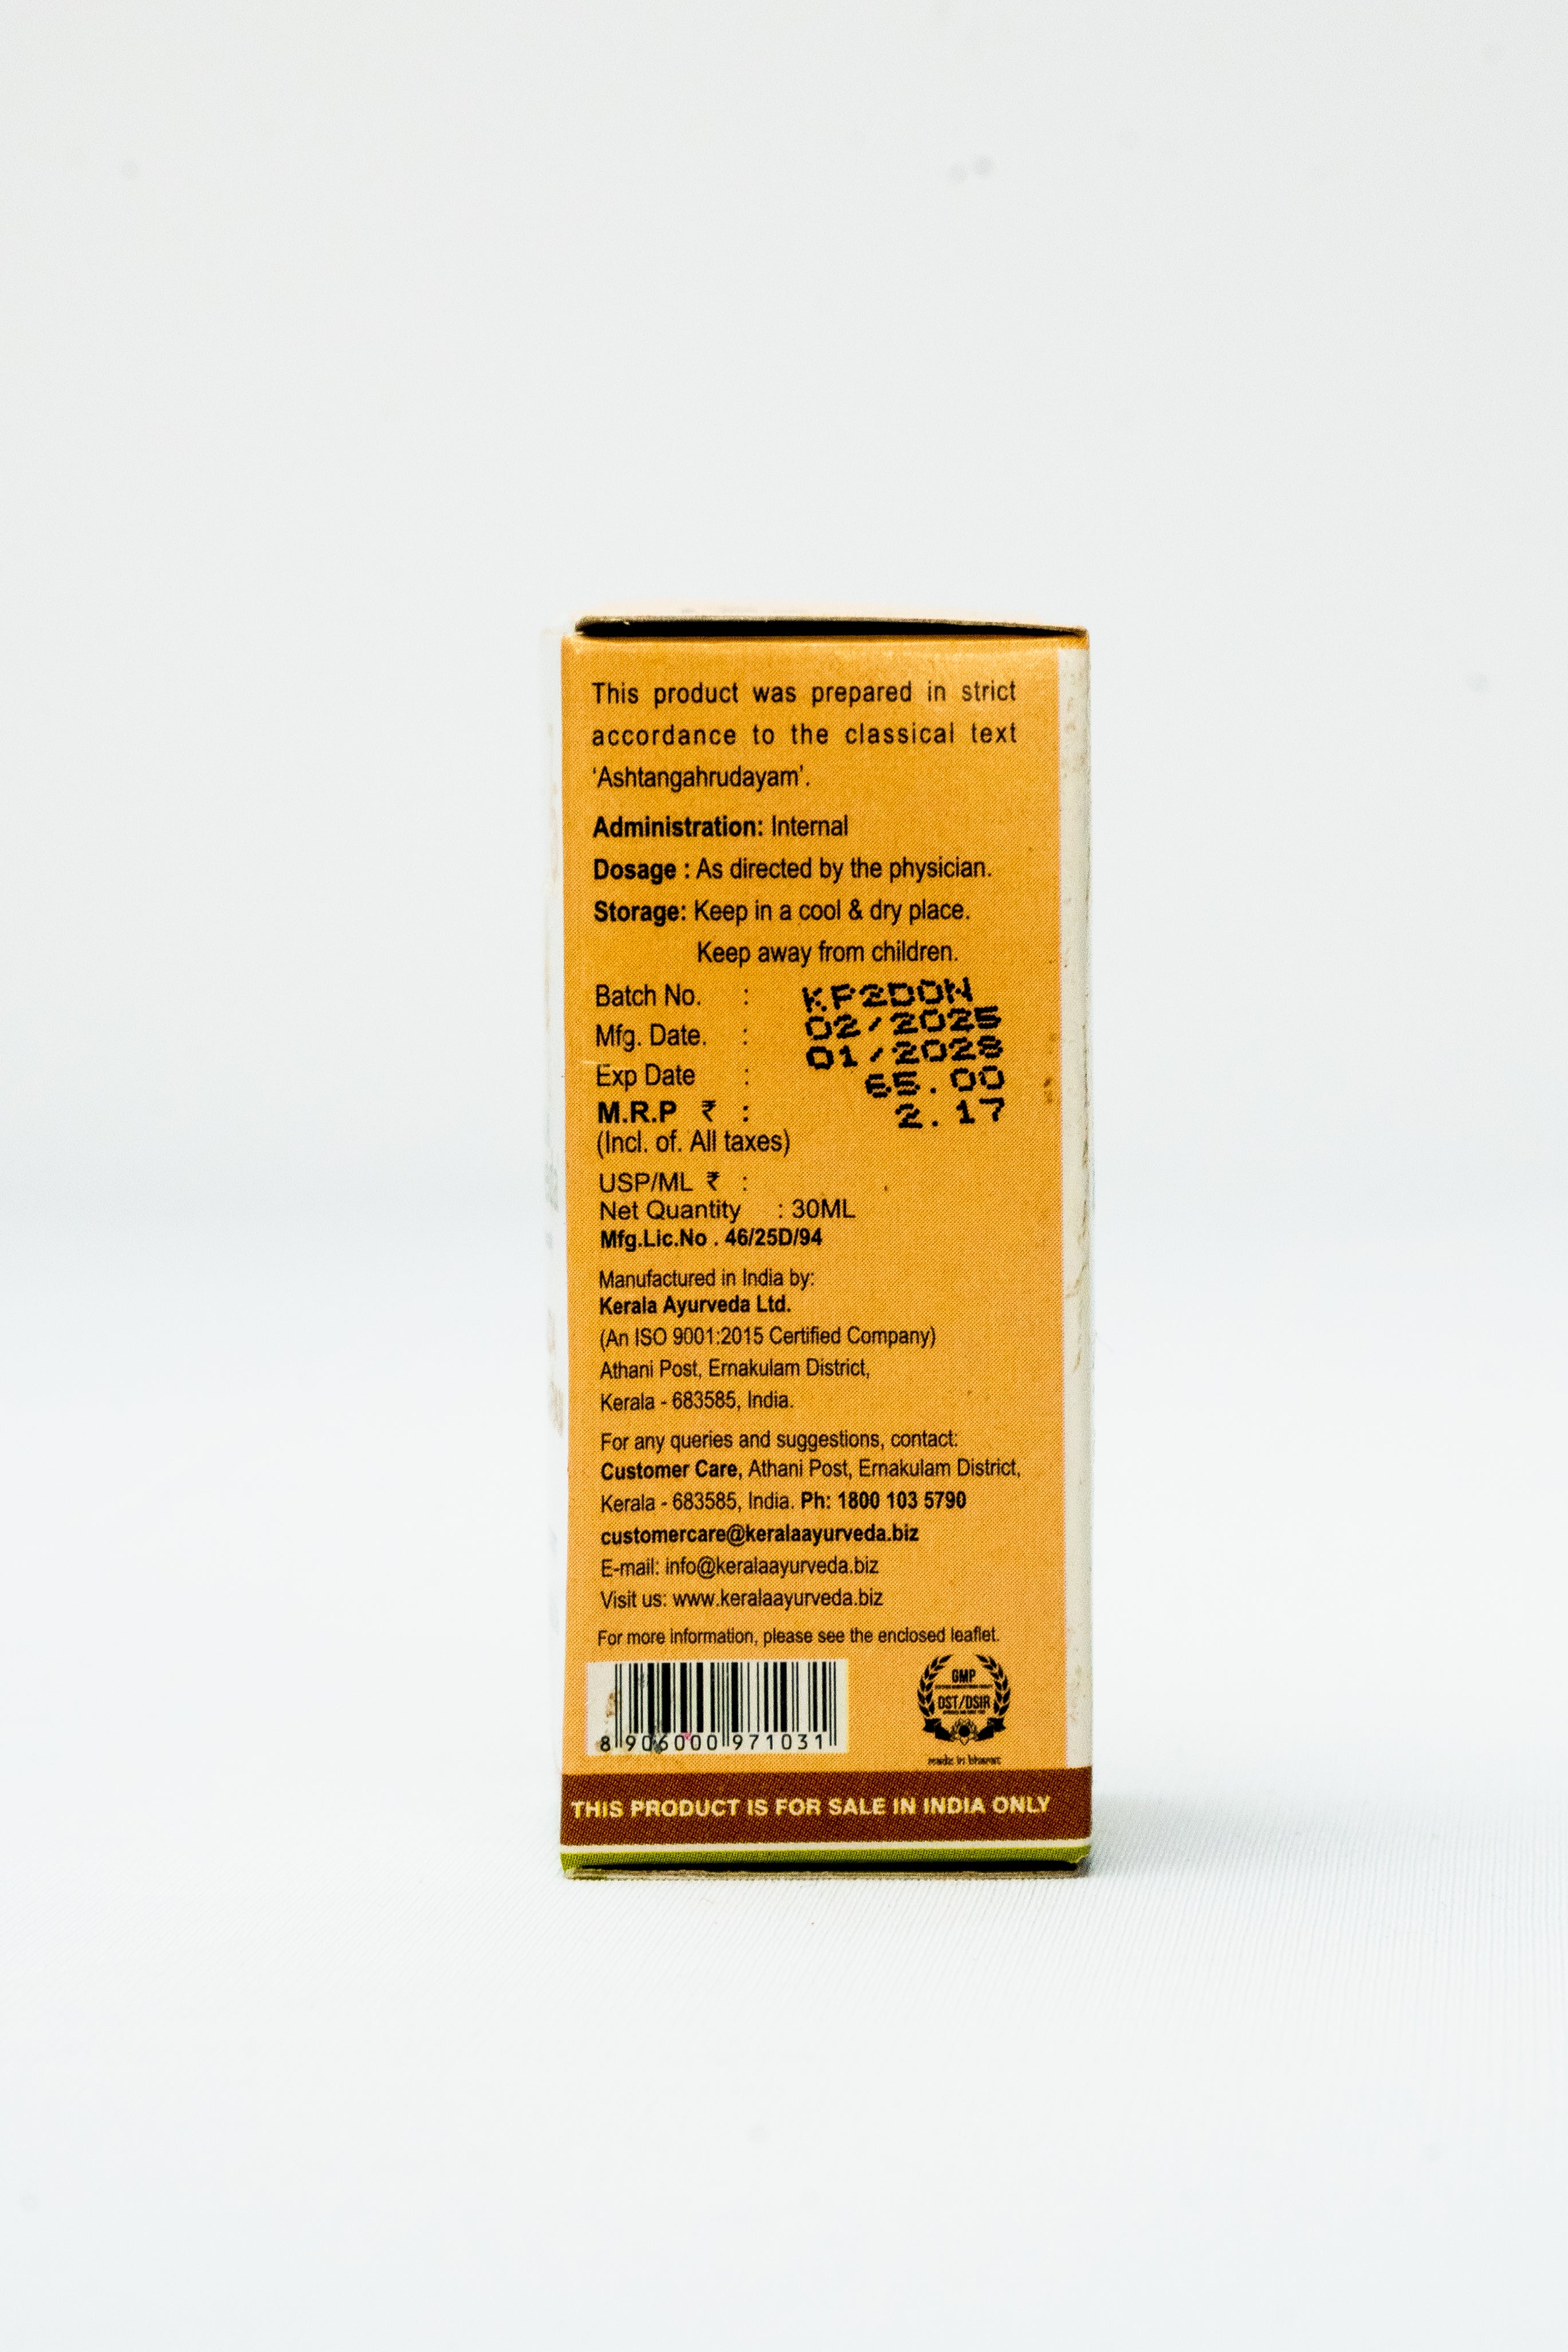 This product was prepared in strict
accordance to the classical text
‘Ashtangahrudayam’.
Administration: Internal
Dosage : As directed by the physician.
Storage: Keep in a cool & dry place.
Keep away from children.
Batch No. : KP2D0N
Mfg. Date. : 02/2025
Exp Date : 01/2028
M.R.P ₹ : 65.00
(Incl. of. All taxes)
USP/ML ₹ : 2.17
Net Quantity : 30ML
Mfg.Lic.No . 46/25D/94
Manufactured in India by:
Kerala Ayurveda Ltd.
(An ISO 9001:2015 Certified Company)
Athani Post, Ernakulam District,
Kerala - 683585, India.
For any queries and suggestions, contact:
Customer Care, Athani Post, Ernakulam District,
Kerala - 683585, India. Ph: 1800 103 5790
customercare@keralaayurveda.biz
E-mail: info@keralaayurveda.biz
Visit us: www.keralaayurveda.biz
For more information, please see the enclosed leaflet.
8 906000 971031
GMP
DST/DSIR
made in bharat
THIS PRODUCT IS FOR SALE IN INDIA ONLY